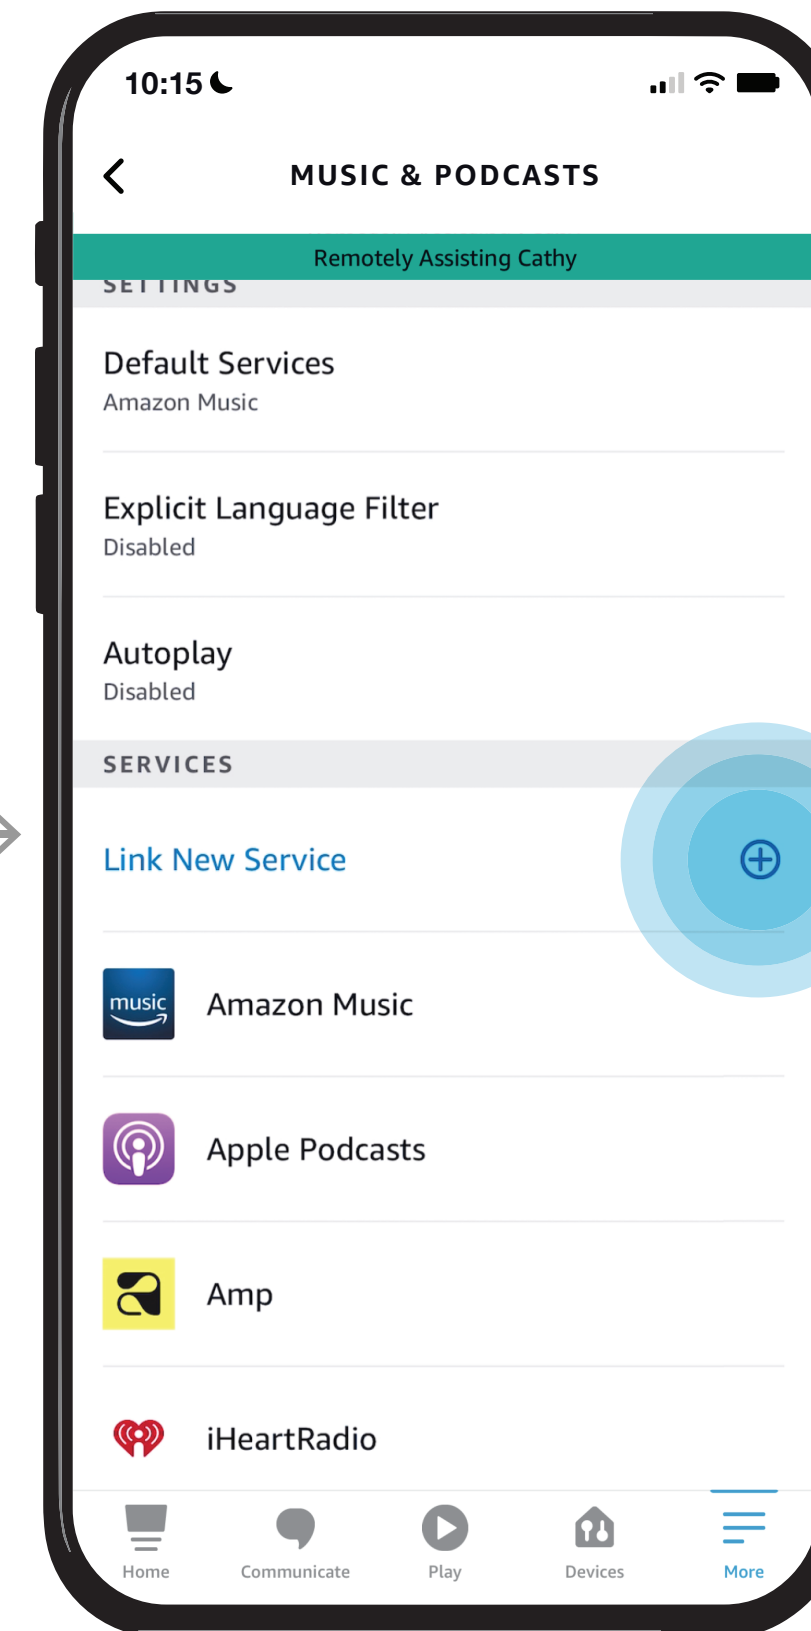 10:15
MUSIC & PODCASTS
Remotely Assisting Cathy
SETTINGS
Default Services
Amazon Music
Explicit Language Filter
Disabled
Autoplay
Disabled
SERVICES
Link New Service
music
Amazon Music
Apple Podcasts
Amp
iHeartRadio
Home
Communicate
Play
Devices
More